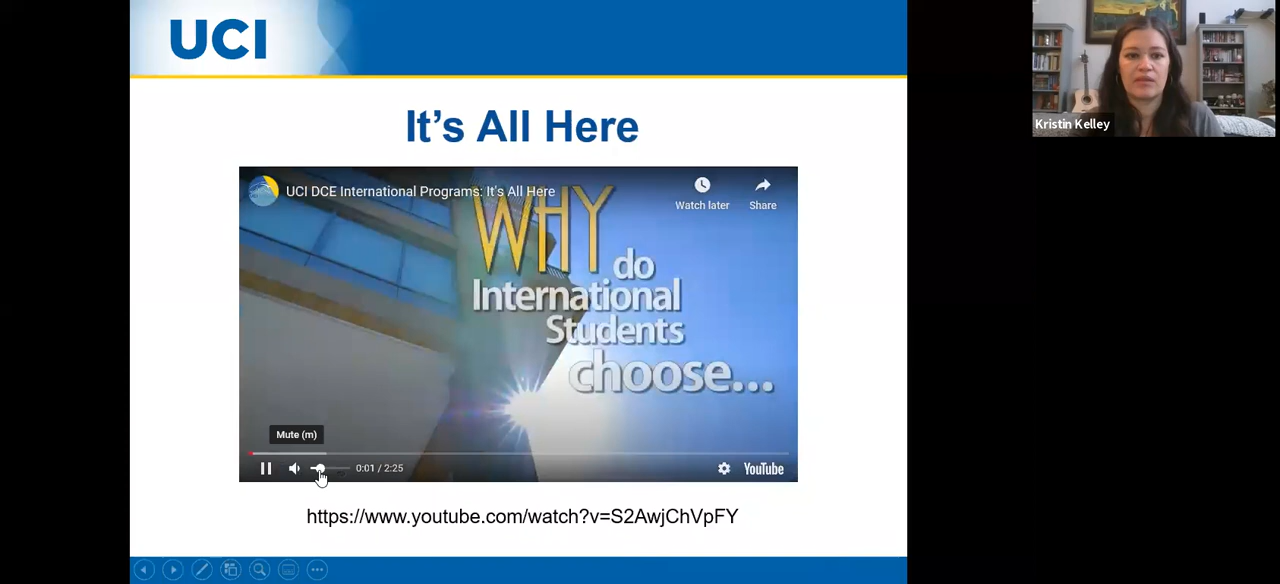 UCI
Kristin Kelley
It's All Here
UCI DCE International Programs: It's All Here
Watch later
Share
WHY
do
International
Students
choose...
Mute (m)
0:01 / 2:25
YouTube
https://www.youtube.com/watch?v=S2AwjChVpFY